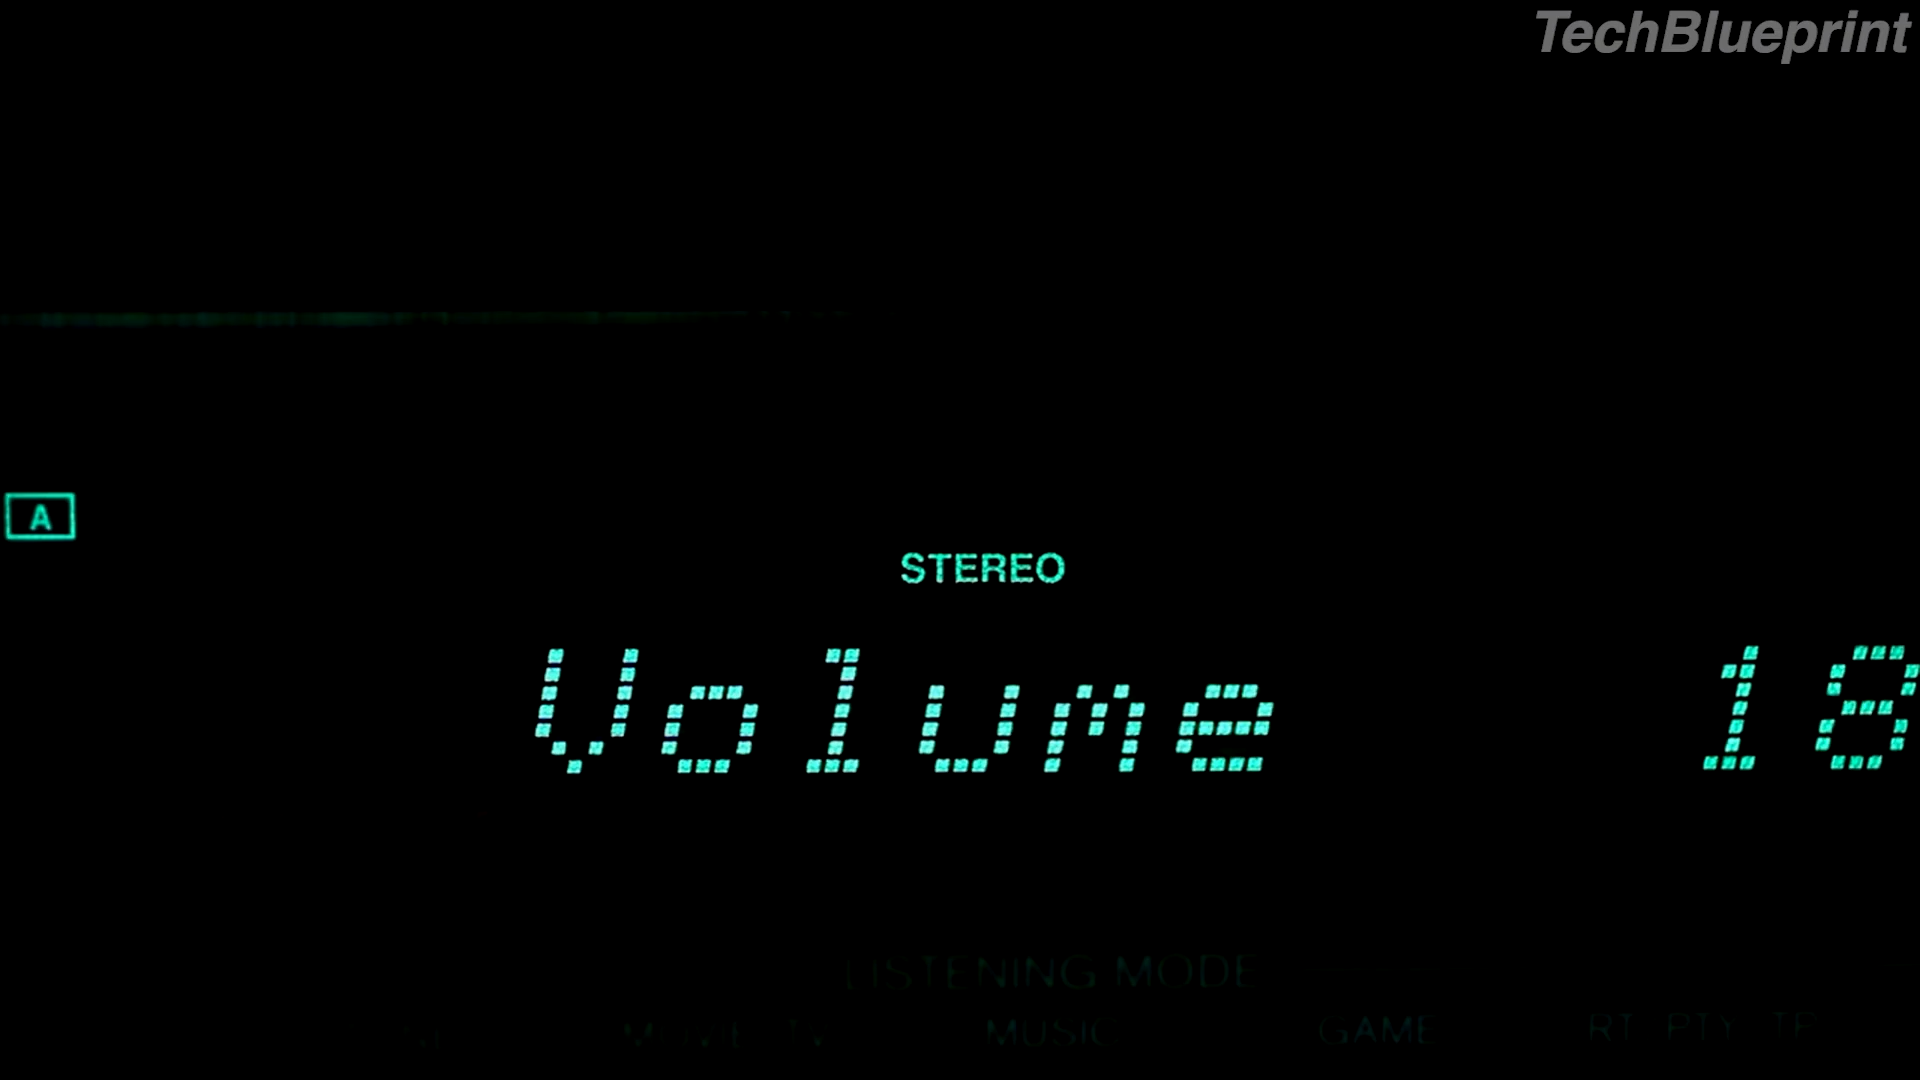 TechBlueprint
A
STEREO
Volume 18
LISTENING MODE
MOVIE TV MUSIC GAME RT PTY TP